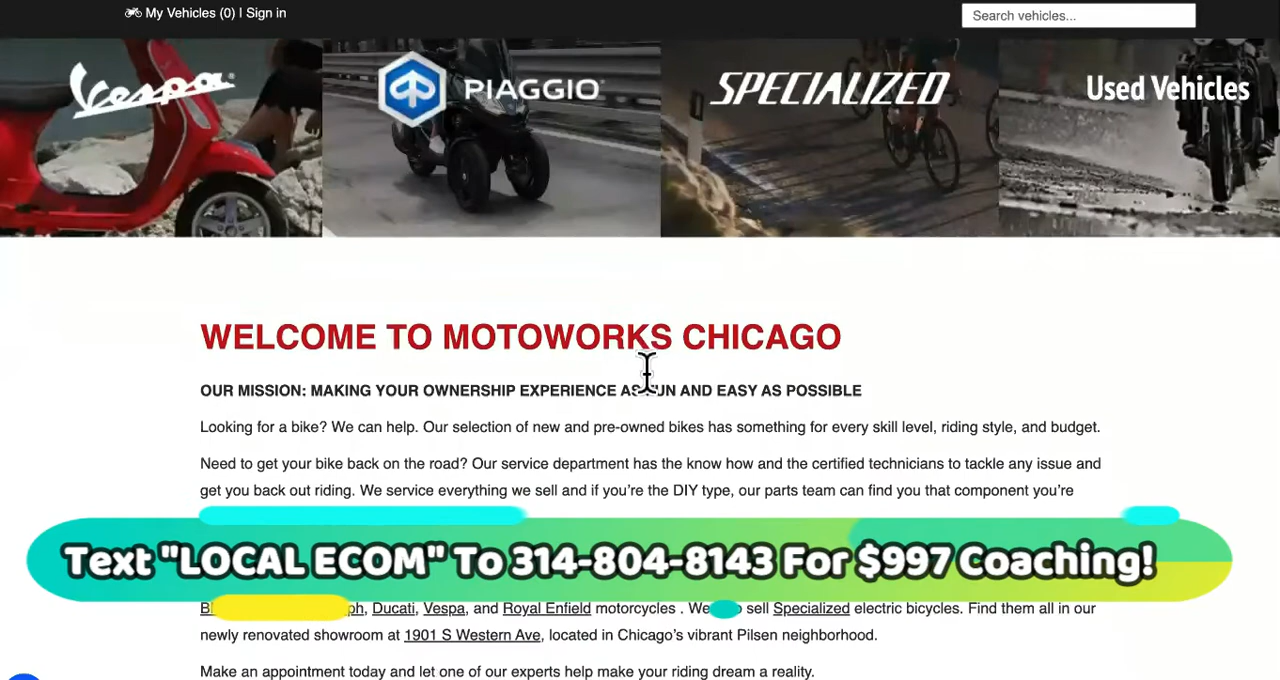 My Vehicles (0) | Sign in
Search vehicles...
Vespa
PIAGGIO
SPECIALIZED
Used Vehicles
WELCOME TO MOTOWORKS CHICAGO
OUR MISSION: MAKING YOUR OWNERSHIP EXPERIENCE AS FUN AND EASY AS POSSIBLE
Looking for a bike? We can help. Our selection of new and pre-owned bikes has something for every skill level, riding style, and budget.
Need to get your bike back on the road? Our service department has the know how and the certified technicians to tackle any issue and
get you back out riding. We service everything we sell and if you’re the DIY type, our parts team can find you that component you’re
Text "LOCAL ECOM" To 314-804-8143 For $997 Coaching!
Ducati, Vespa, and Royal Enfield motorcycles . We sell Specialized electric bicycles. Find them all in our
newly renovated showroom at 1901 S Western Ave, located in Chicago’s vibrant Pilsen neighborhood.
Make an appointment today and let one of our experts help make your riding dream a reality.